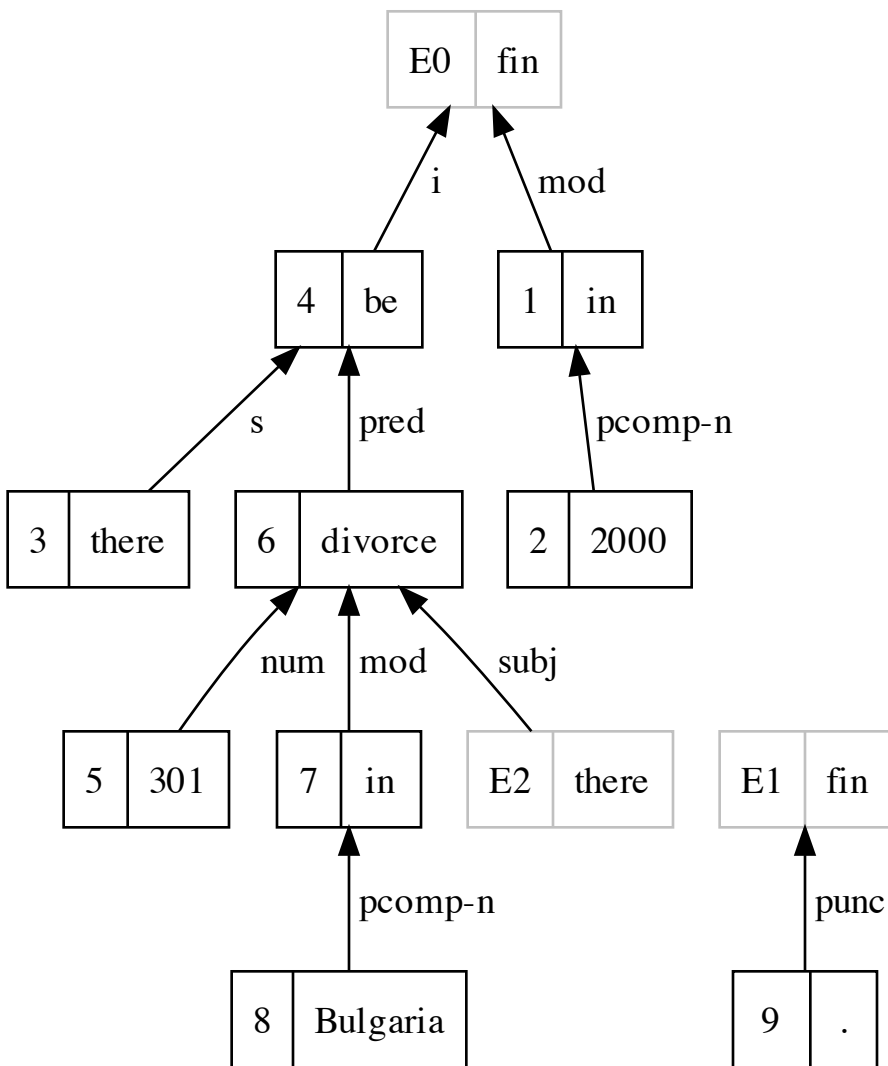 E0 fin
i mod
4 be 1 in
s pred pcomp-n
3 there 6 divorce 2 2000
num mod subj
5 301 7 in E2 there E1 fin
pcomp-n punc
8 Bulgaria 9 .